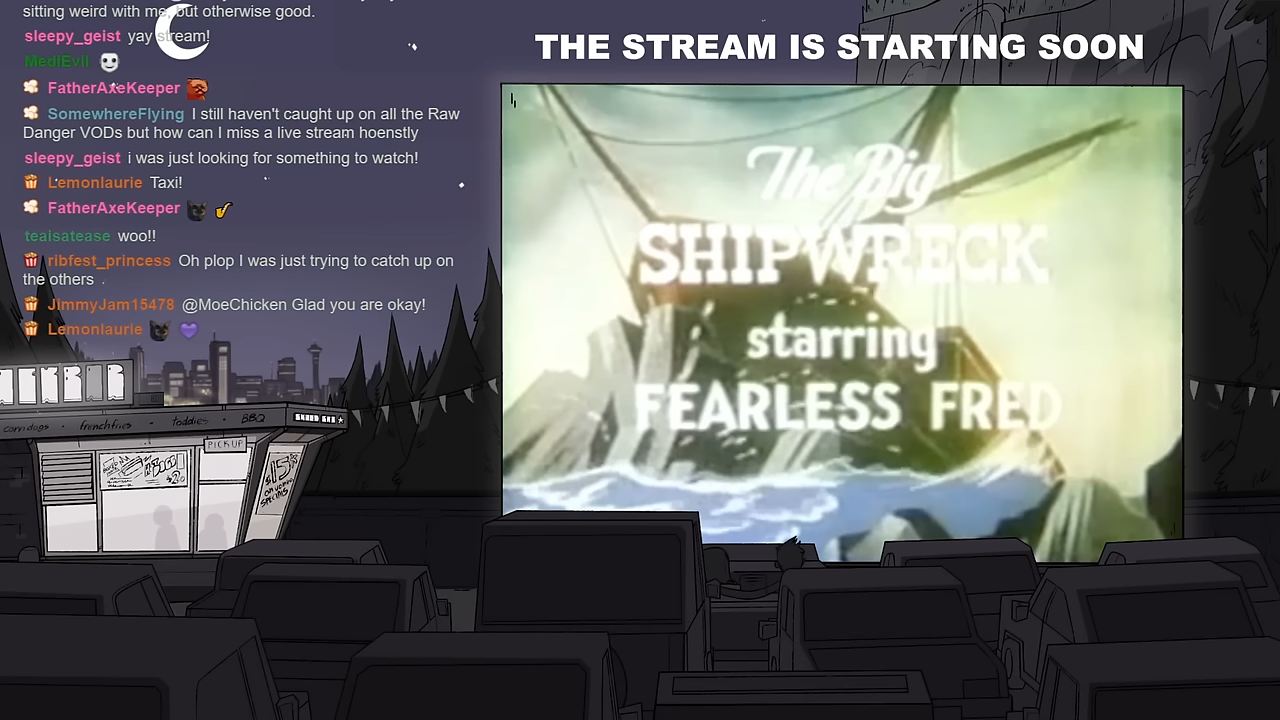 sitting weird with me, but otherwise good.
sleepy_geist yay stream!
MedlEvil
FatherAxeKeeper
SomewhereFlying I still haven't caught up on all the Raw
Danger VODs but how can I miss a live stream hoenstly
sleepy_geist i was just looking for something to watch!
Lemonlaurie Taxi!
FatherAxeKeeper
teaisatease woo!!
ribfest_princess Oh plop I was just trying to catch up on
the others
JimmyJam15478 @MoeChicken Glad you are okay!
Lemonlaurie
THE STREAM IS STARTING SOON
The Big
SHIPWRECK
starring
FEARLESS FRED
corndogs · frenchfries · toddies · BBQ
PICKUP
15%